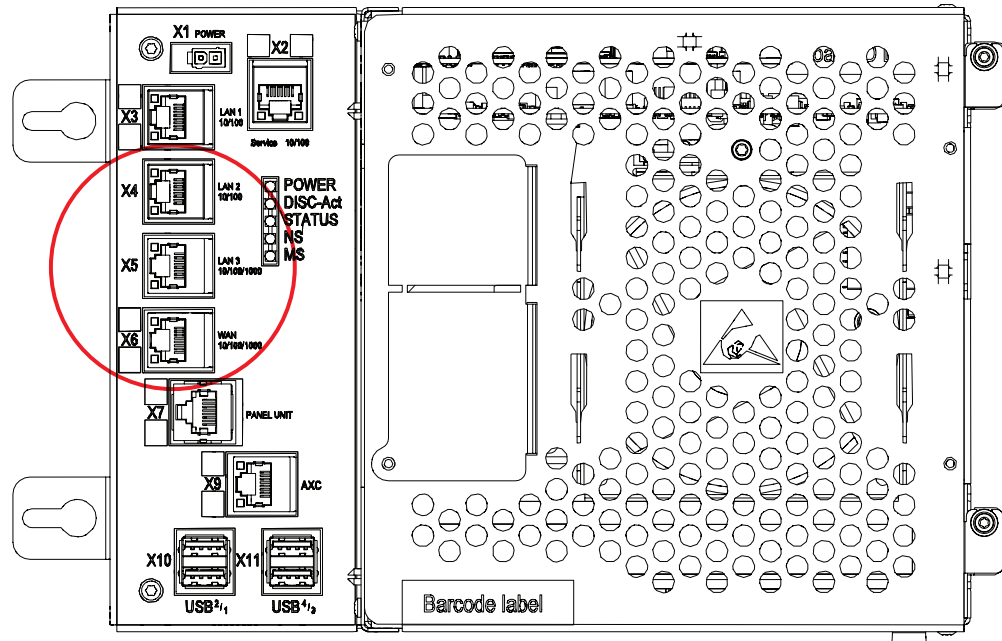 X1 POWER
X2
X3
LAN 1
10/100
Service 10/100
X4
LAN 2
10/100
POWER
DISC-Act
STATUS
NS
MS
X5
LAN 3
10/100/1000
X6
WAN
10/100/1000
X7
PANEL UNIT
X9
AXC
X10
X11
USB²/₁
USB⁴/₃
Barcode label